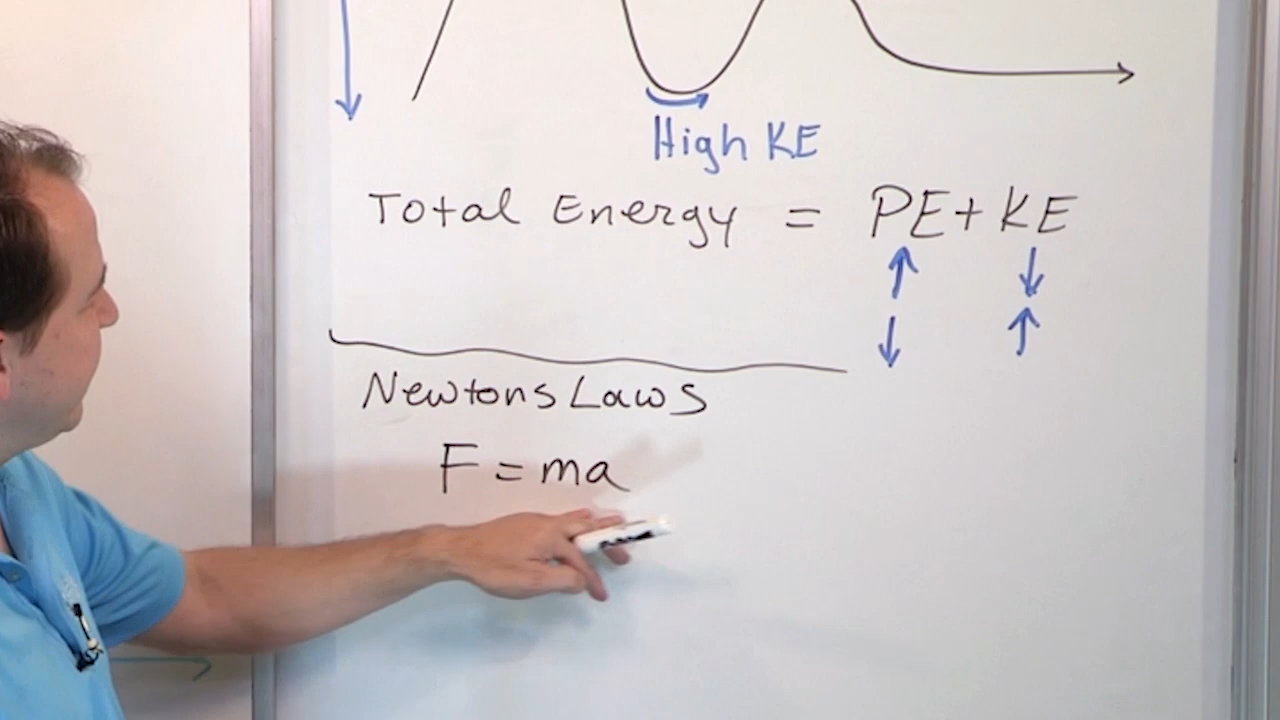 High KE
Total Energy = PE + KE
Newtons Laws
F = ma